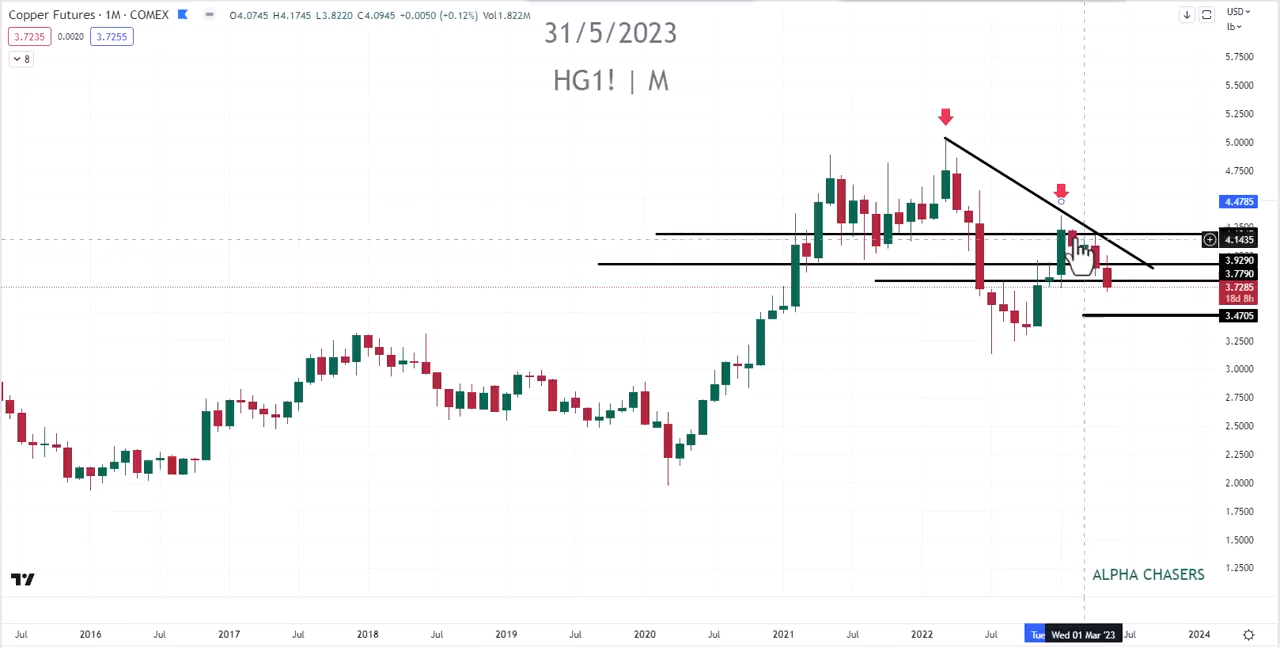 Copper Futures · 1M · COMEX O4.0745 H4.1745 L3.8220 C4.0945 +0.0050 (+0.12%) Vol1.822M
3.7235 0.0020 3.7255
8
31/5/2023
HG1! | M
USD
lb
5.7500
5.5000
5.2500
5.0000
4.7500
4.4785
4.1435
3.9290
3.7790
3.7285
18d 8h
3.4705
3.2500
3.0000
2.7500
2.5000
2.2500
2.0000
1.7500
1.5000
1.2500
ALPHA CHASERS
Jul 2016 Jul 2017 Jul 2018 Jul 2019 Jul 2020 Jul 2021 Jul 2022 Jul Tue Wed 01 Mar '23 Jul 2024